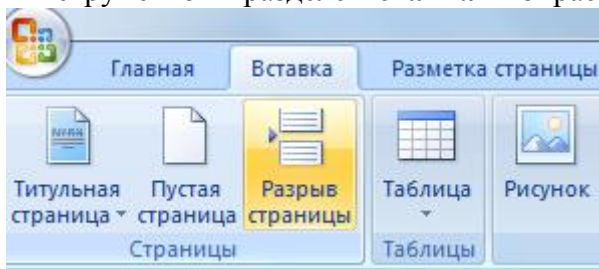 Главная Вставка Разметка страницы
Титульная страница
Пустая страница
Разрыв страницы
Таблица
Рисунок
Страницы
Таблицы